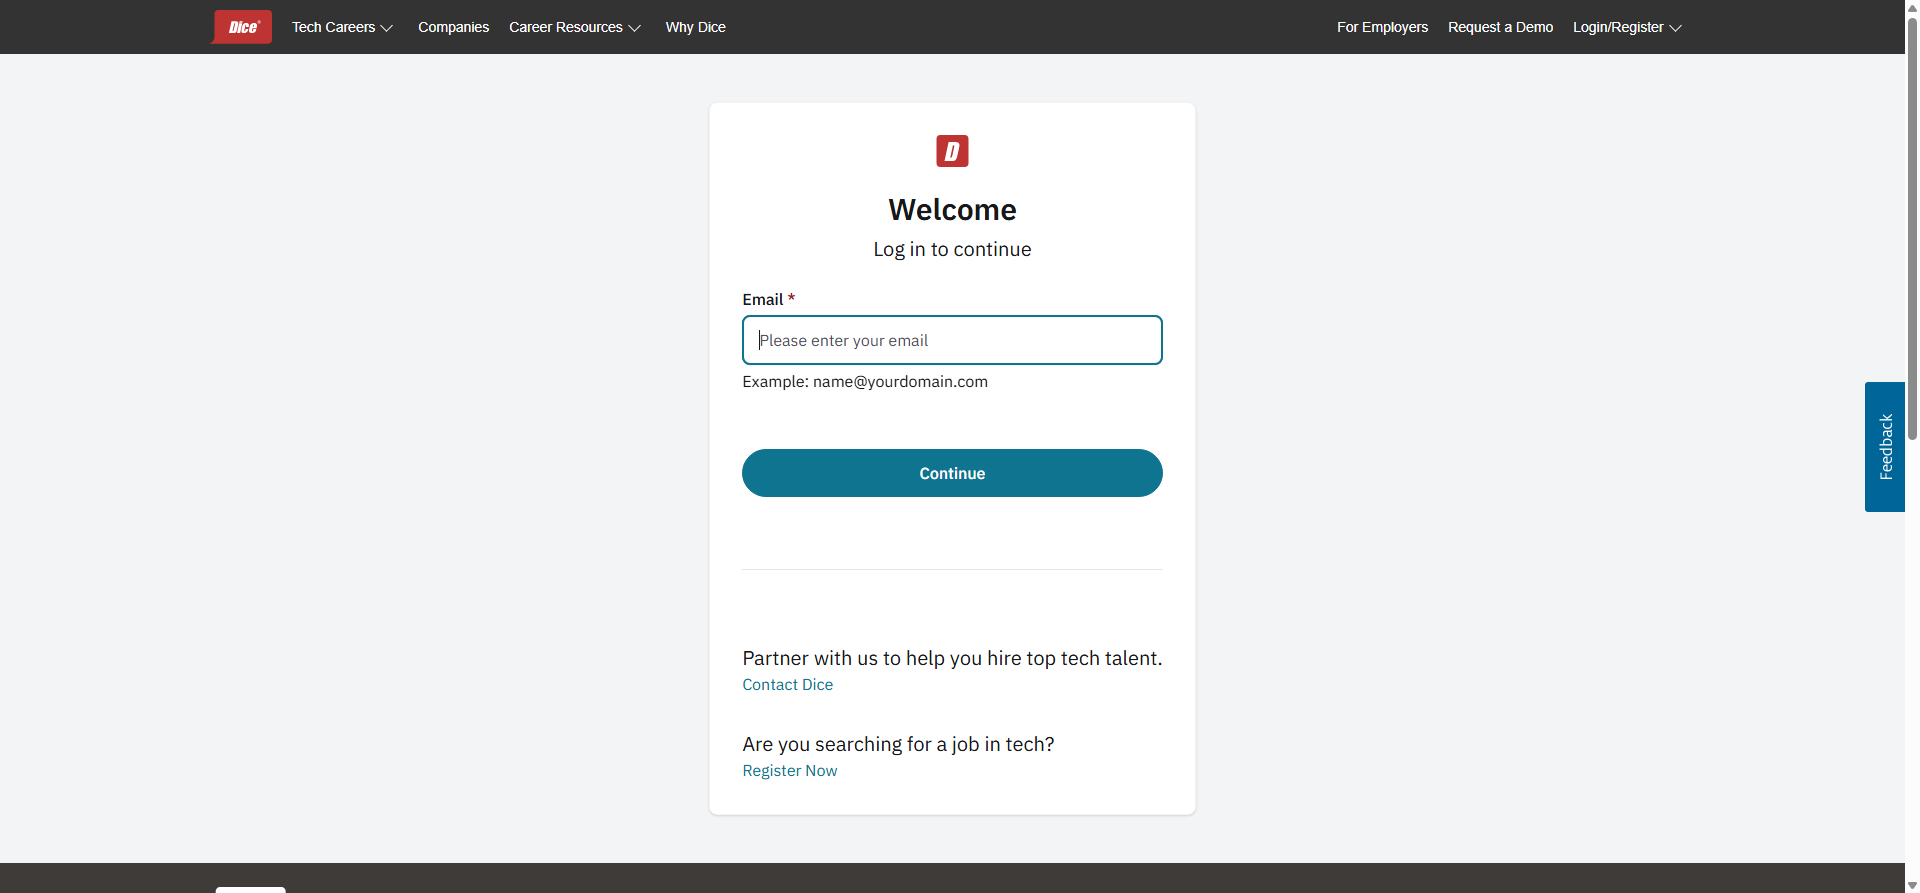 Dice Tech Careers Companies Career Resources Why Dice For Employers Request a Demo Login/Register
D
Welcome
Log in to continue
Email *
Please enter your email
Example: name@yourdomain.com
Continue
Feedback
Partner with us to help you hire top tech talent.
Contact Dice
Are you searching for a job in tech?
Register Now